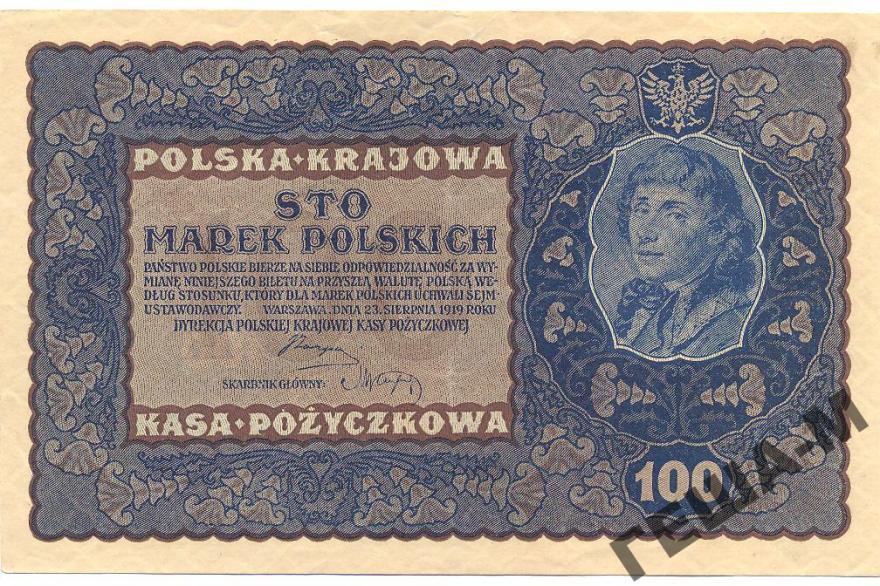 POLSKA·KRAJOWA
STO
MAREK POLSKICH
PAŃSTWO POLSKIE BIERZE NA SIEBIE ODPOWIEDZIALNOŚĆ ZA WY-
MIANĘ NINIEJSZEGO BILETU NA PRZYSZŁĄ WALUTĘ POLSKĄ WE-
DŁUG STOSUNKU, KTÓRY DLA MAREK POLSKICH UCHWALI SEJM
USTAWODAWCZY. WARSZAWA, DNIA 23. SIERPNIA 1919 ROKU
DYREKCJA POLSKIEJ KRAJOWEJ KASY POŻYCZKOWEJ
SKARBNIK GŁÓWNY:
KASA·POŻYCZKOWA
100
ГЕША-М